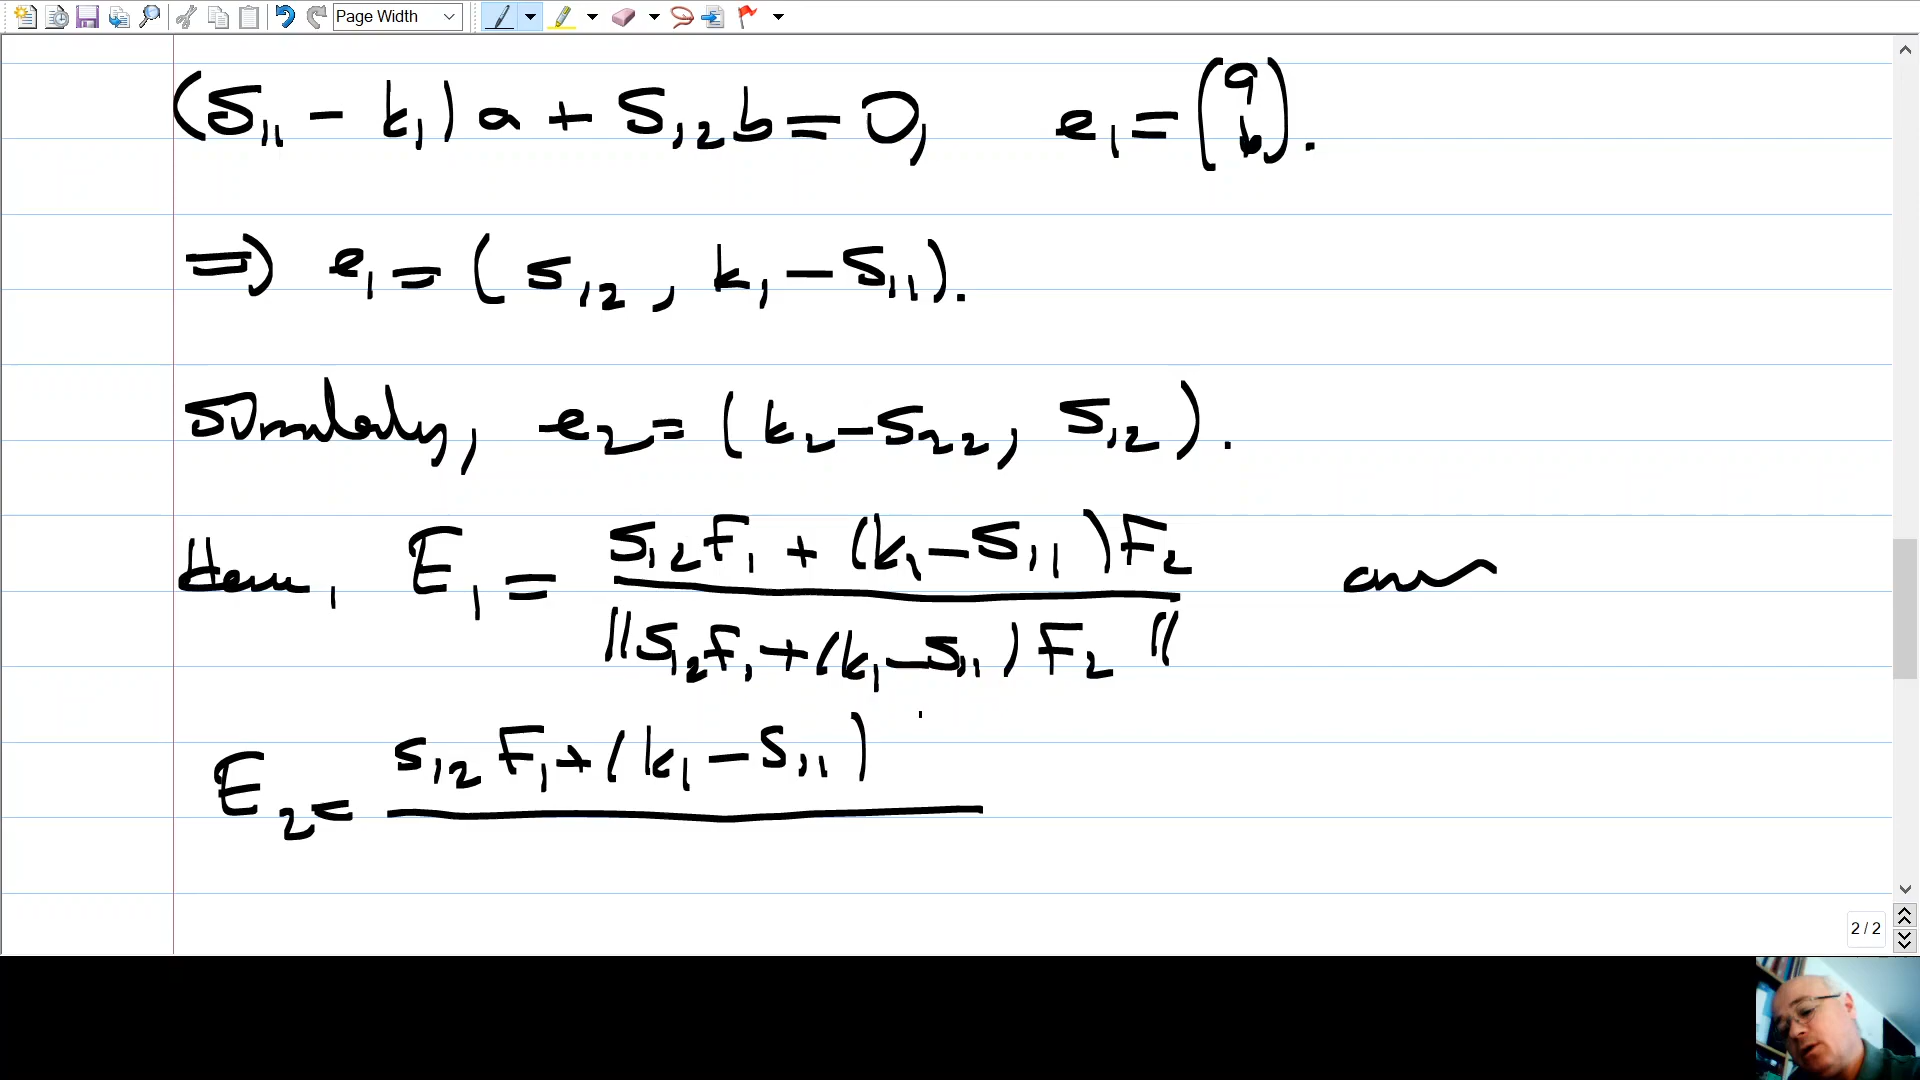 Page Width
(S₁₁ - k₁) a + S₁₂ b = 0, e₁ = (a b).
⇒ e₁ = ( S₁₂ , k₁ - S₁₁ ).
Similarly, e₂ = ( k₂ - S₂₂ , S₁₂ ) .
Hence, E₁ = S₁₂ F₁ + (k₁ - S₁₁) F₂ and
‖ S₁₂ F₁ + (k₁ - S₁₁) F₂ ‖
E₂ = S₁₂ F₁ + ( k₁ - S₁₁ )
2 / 2